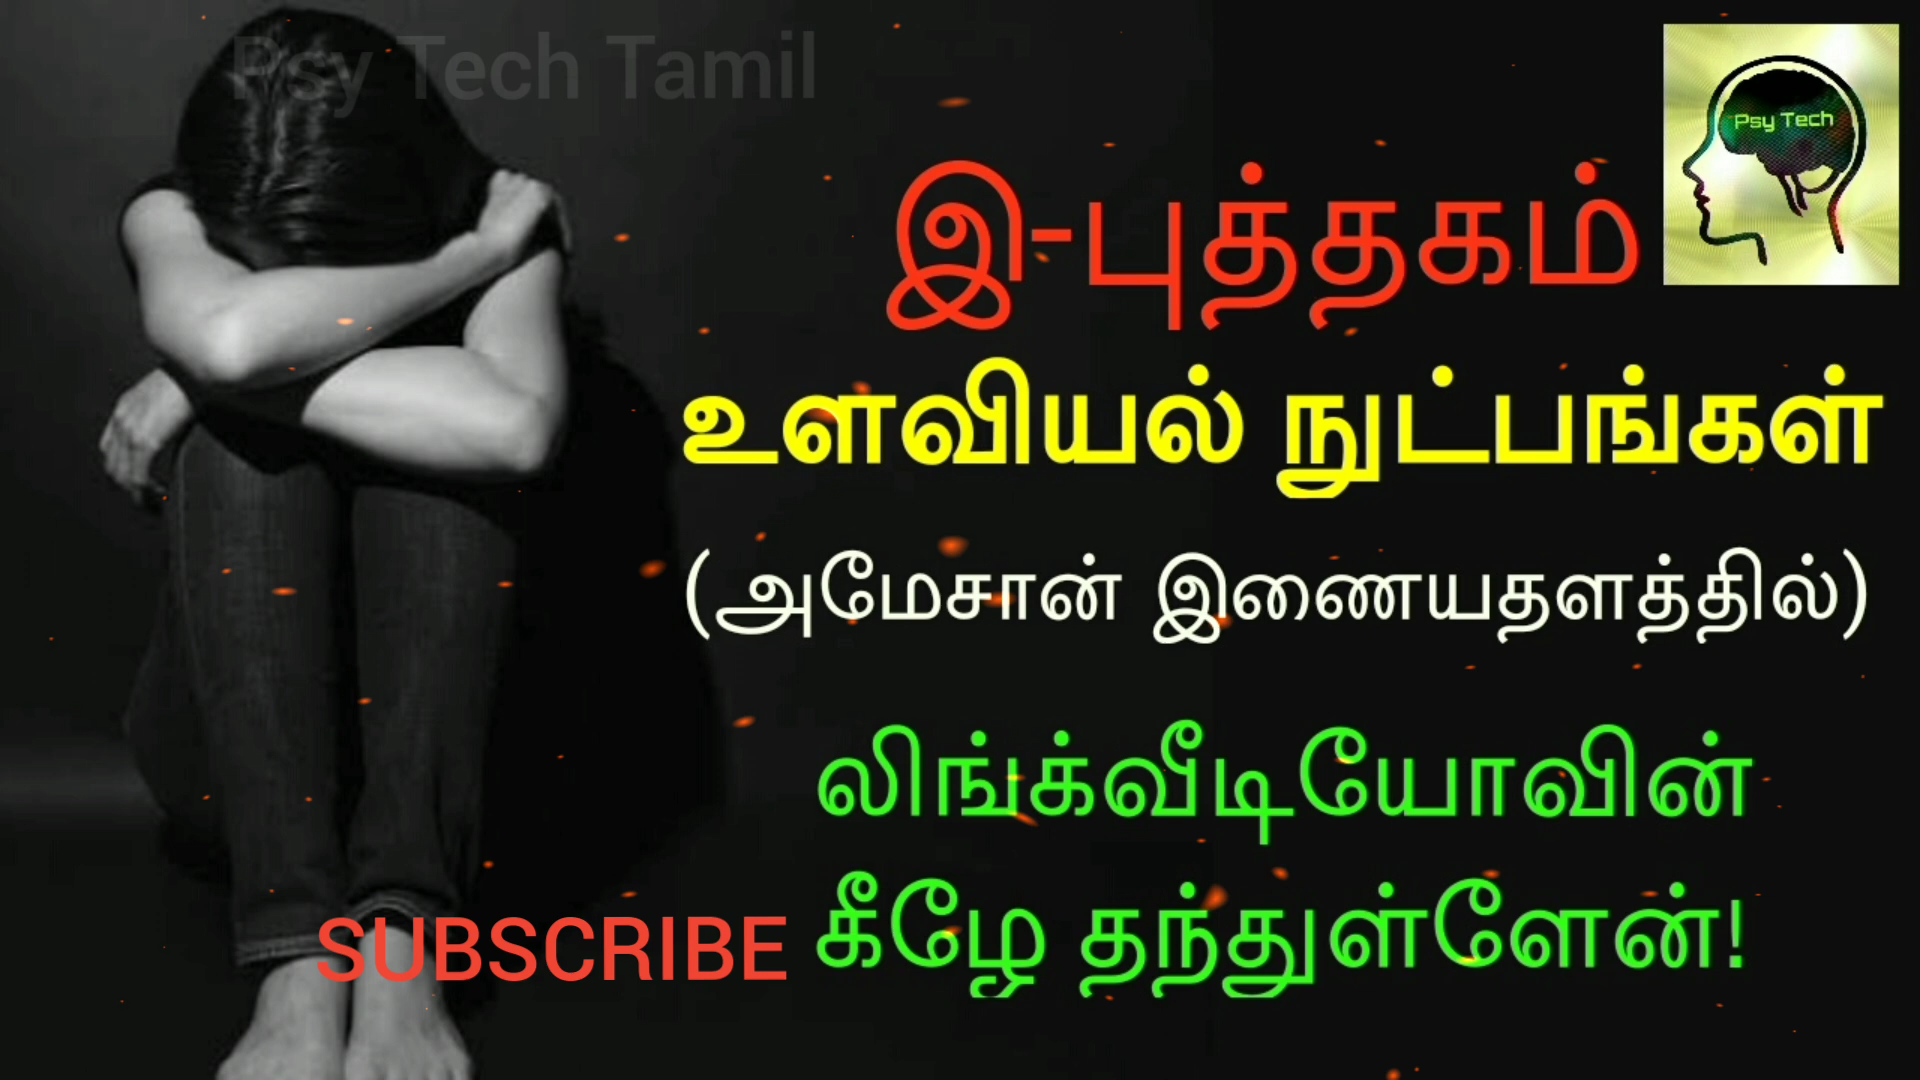 Psy Tech Tamil
Psy Tech
இ-புத்தகம்
உளவியல் நுட்பங்கள்
(அமேசான் இணையதளத்தில்)
லிங்க்வீடியோவின்
கீழே தந்துள்ளேன்!
SUBSCRIBE